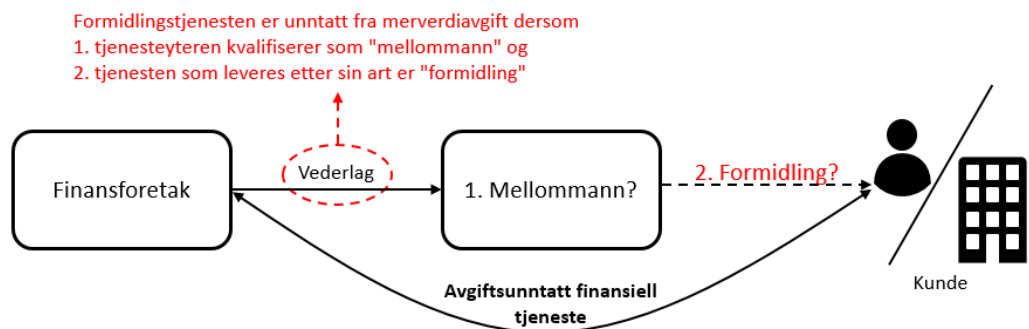 Formidlingstjenesten er unntatt fra merverdiavgift dersom
1. tjenesteyteren kvalifiserer som "mellommann" og
2. tjenesten som leveres etter sin art er "formidling"
Finansforetak
Vederlag
1. Mellommann?
2. Formidling?
Kunde
Avgiftsunntatt finansiell
tjeneste